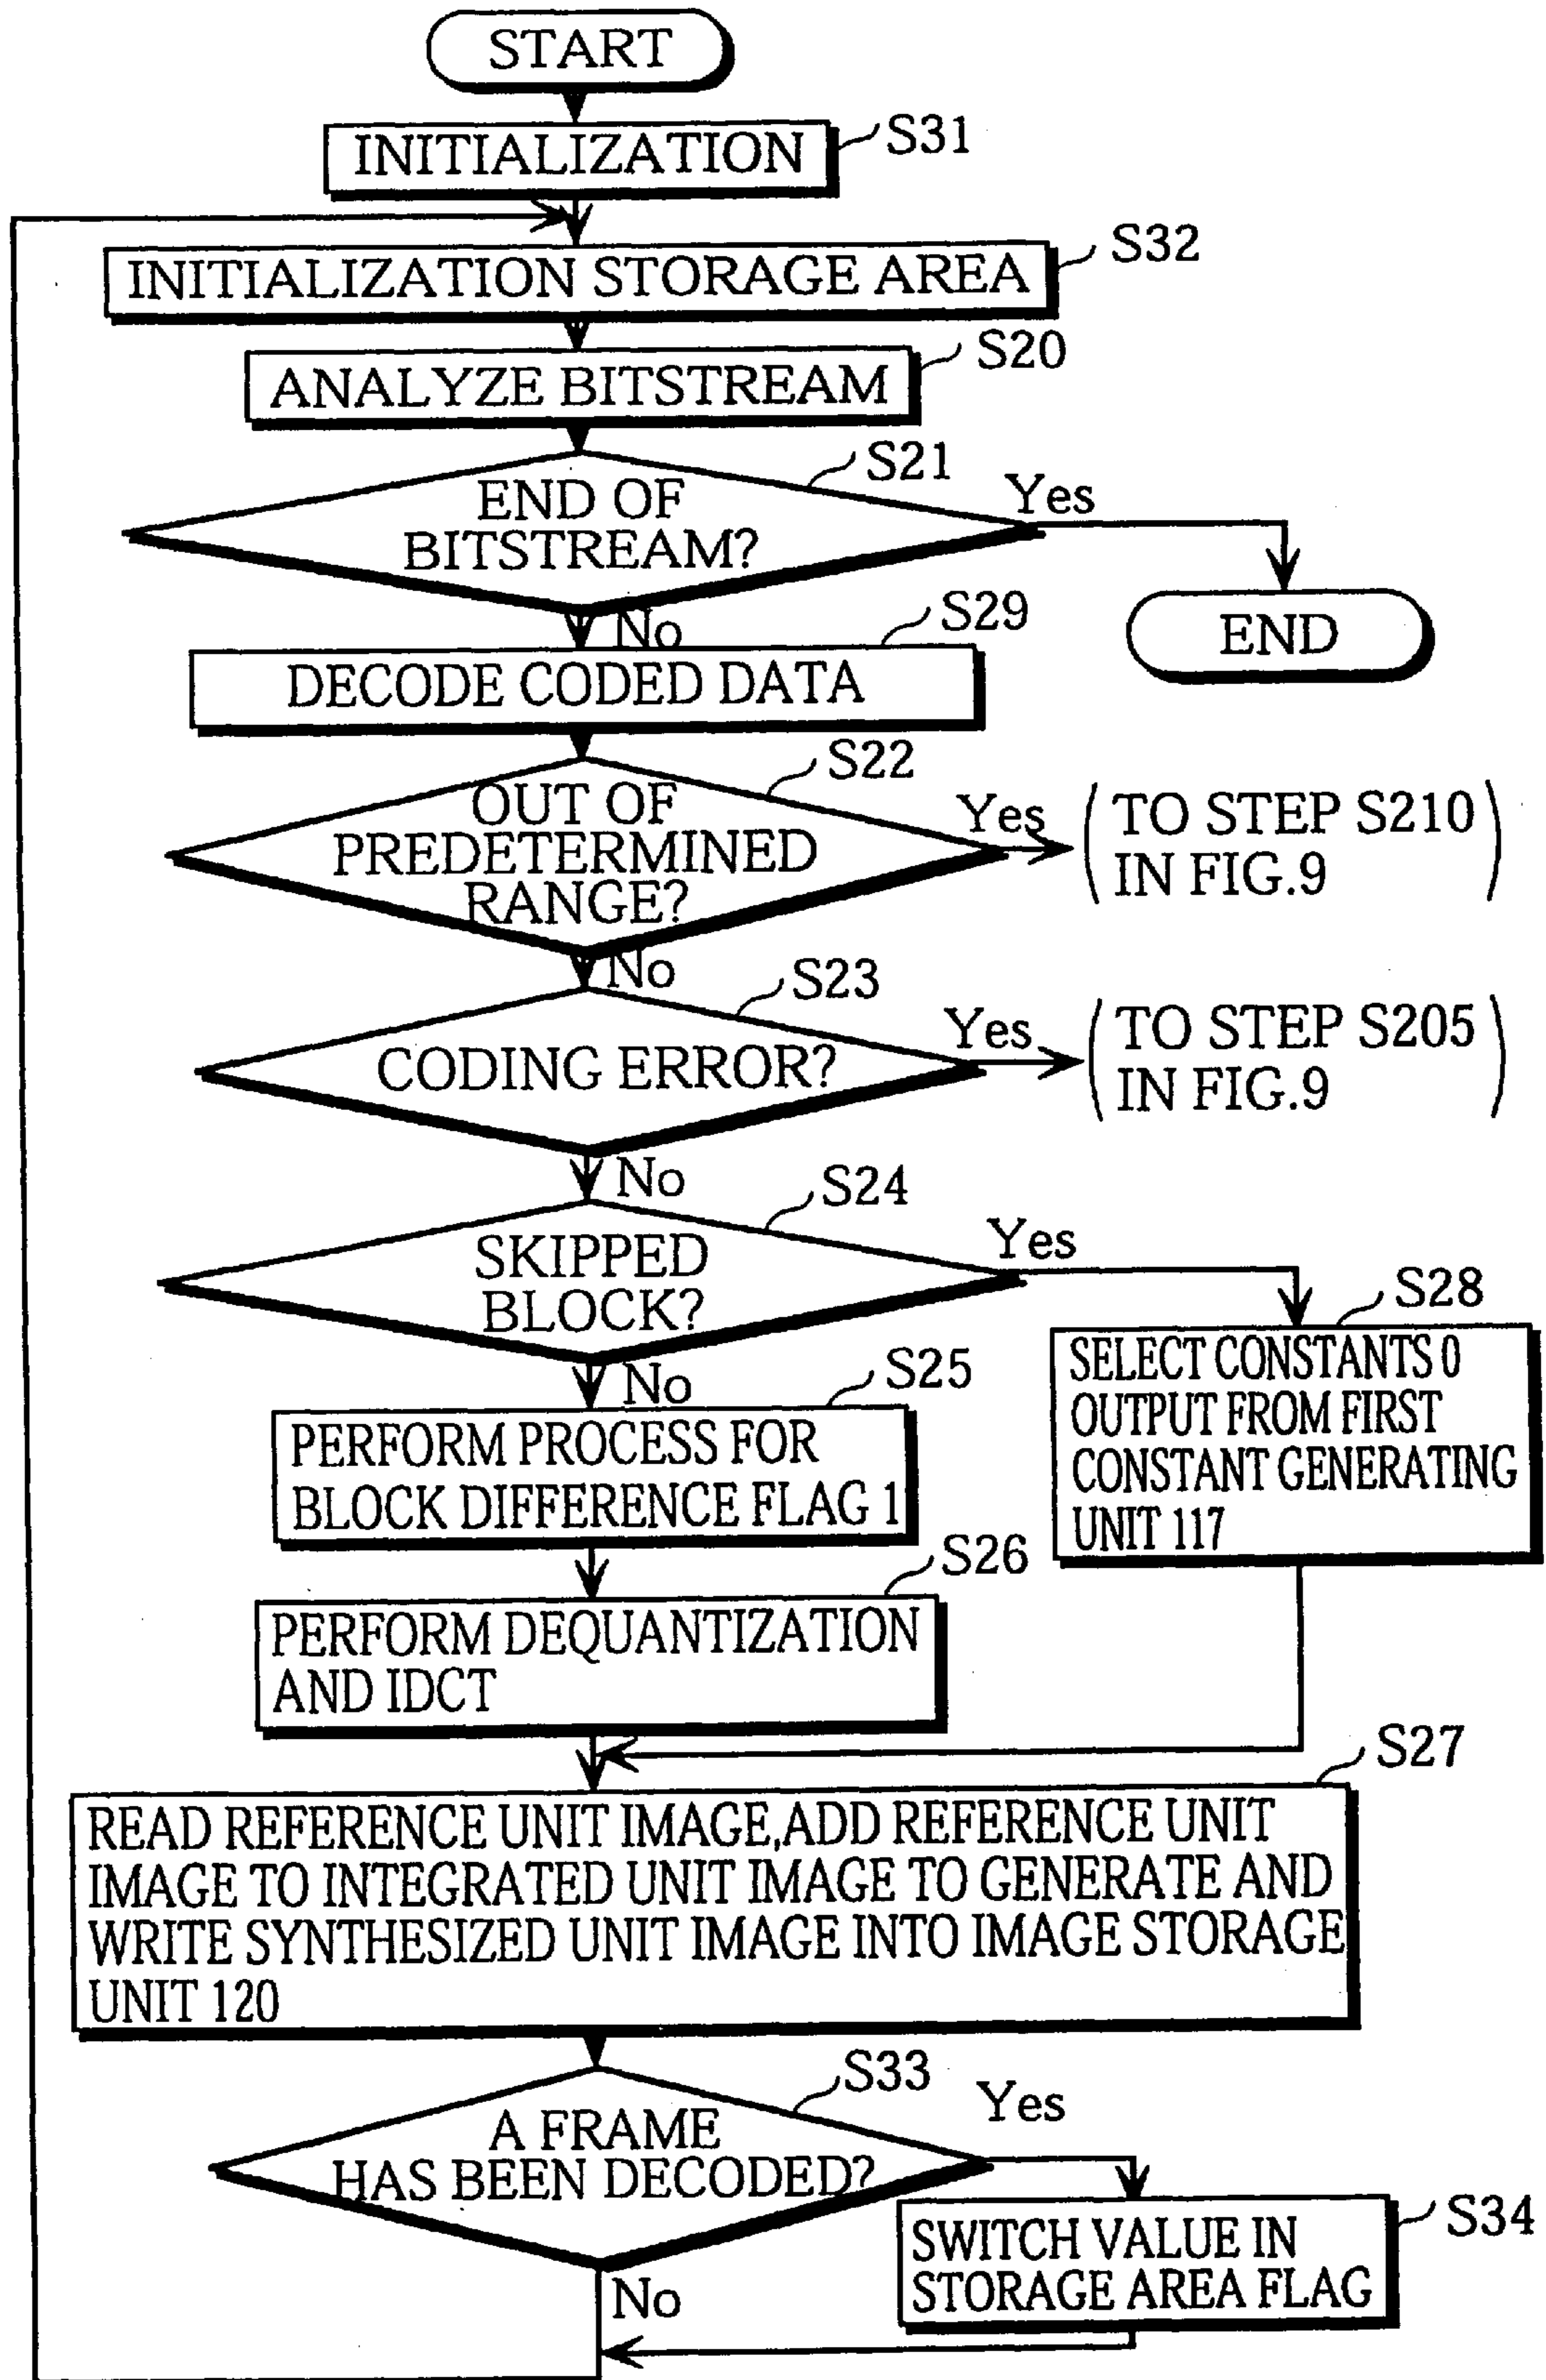 START
INITIALIZATION
S31
INITIALIZATION STORAGE AREA
S32
ANALYZE BITSTREAM
S20
END OF
BITSTREAM?
S21
Yes
END
No
DECODE CODED DATA
S29
OUT OF
PREDETERMINED
RANGE?
S22
Yes
(TO STEP S210
IN FIG.9)
No
CODING ERROR?
S23
Yes
(TO STEP S205
IN FIG.9)
No
SKIPPED
BLOCK?
S24
Yes
S28
SELECT CONSTANTS 0
OUTPUT FROM FIRST
CONSTANT GENERATING
UNIT 117
No
S25
PERFORM PROCESS FOR
BLOCK DIFFERENCE FLAG 1
S26
PERFORM DEQUANTIZATION
AND IDCT
S27
READ REFERENCE UNIT IMAGE,ADD REFERENCE UNIT
IMAGE TO INTEGRATED UNIT IMAGE TO GENERATE AND
WRITE SYNTHESIZED UNIT IMAGE INTO IMAGE STORAGE
UNIT 120
S33
A FRAME
HAS BEEN DECODED?
Yes
S34
SWITCH VALUE IN
STORAGE AREA FLAG
No